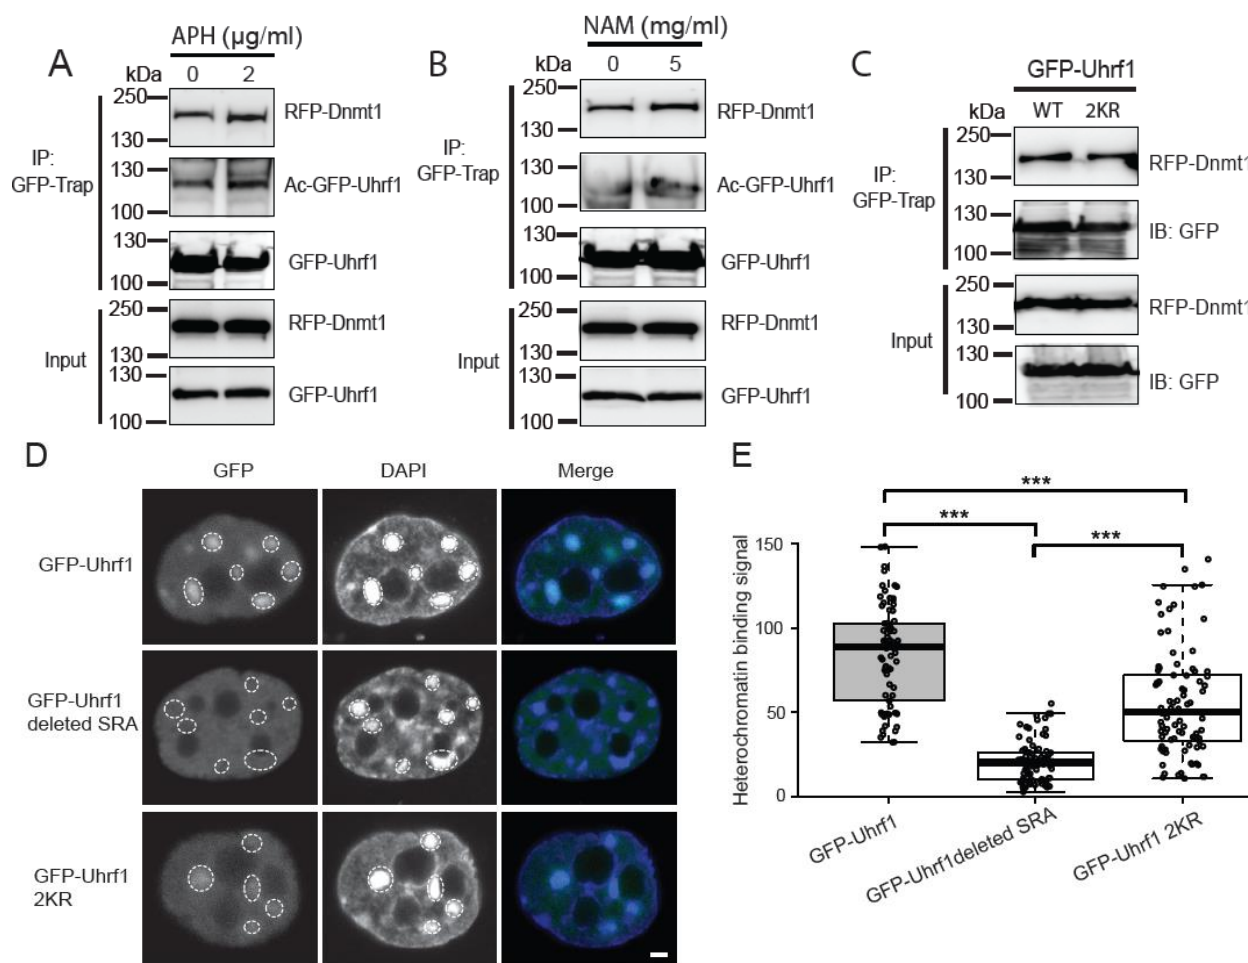 A
APH (µg/ml)
kDa
0 2
250
130
RFP-Dnmt1
IP:
GFP-Trap
130
100
Ac-GFP-Uhrf1
130
100
GFP-Uhrf1
Input
250
130
RFP-Dnmt1
130
100
GFP-Uhrf1
B
NAM (mg/ml)
kDa
0 5
250
130
RFP-Dnmt1
IP:
GFP-Trap
130
100
Ac-GFP-Uhrf1
130
100
GFP-Uhrf1
Input
250
130
RFP-Dnmt1
130
100
GFP-Uhrf1
C
GFP-Uhrf1
kDa
WT 2KR
250
130
RFP-Dnmt1
IP:
GFP-Trap
130
100
IB: GFP
Input
250
130
RFP-Dnmt1
130
100
IB: GFP
D
GFP DAPI Merge
GFP-Uhrf1
GFP-Uhrf1
deleted SRA
GFP-Uhrf1
2KR
E
***
*** ***
Heterochromatin binding signal
150
100
50
0
GFP-Uhrf1
GFP-Uhrf1deleted SRA
GFP-Uhrf1 2KR